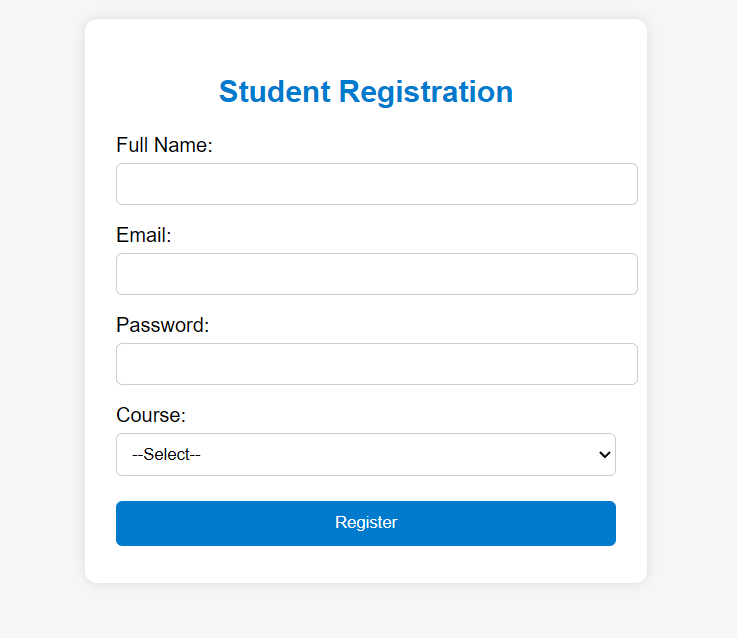 Student Registration
Full Name:
Email:
Password:
Course:
--Select--
Register